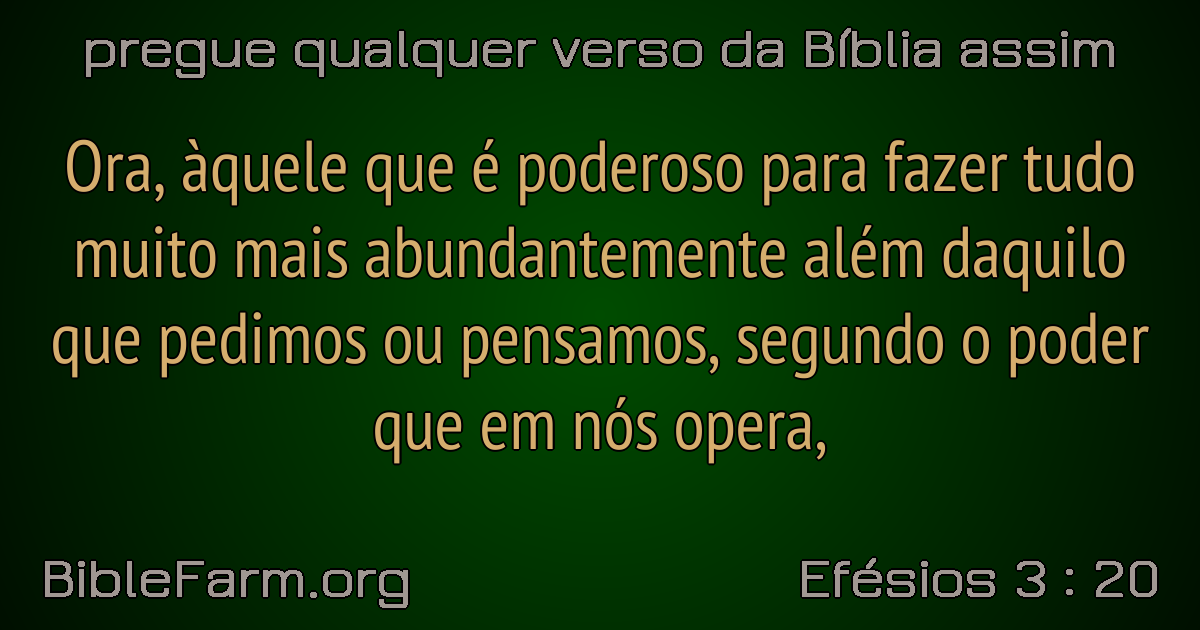 pregue qualquer verso da Bíblia assim
Ora, àquele que é poderoso para fazer tudo
muito mais abundantemente além daquilo
que pedimos ou pensamos, segundo o poder
que em nós opera,
BibleFarm.org
Efésios 3 : 20